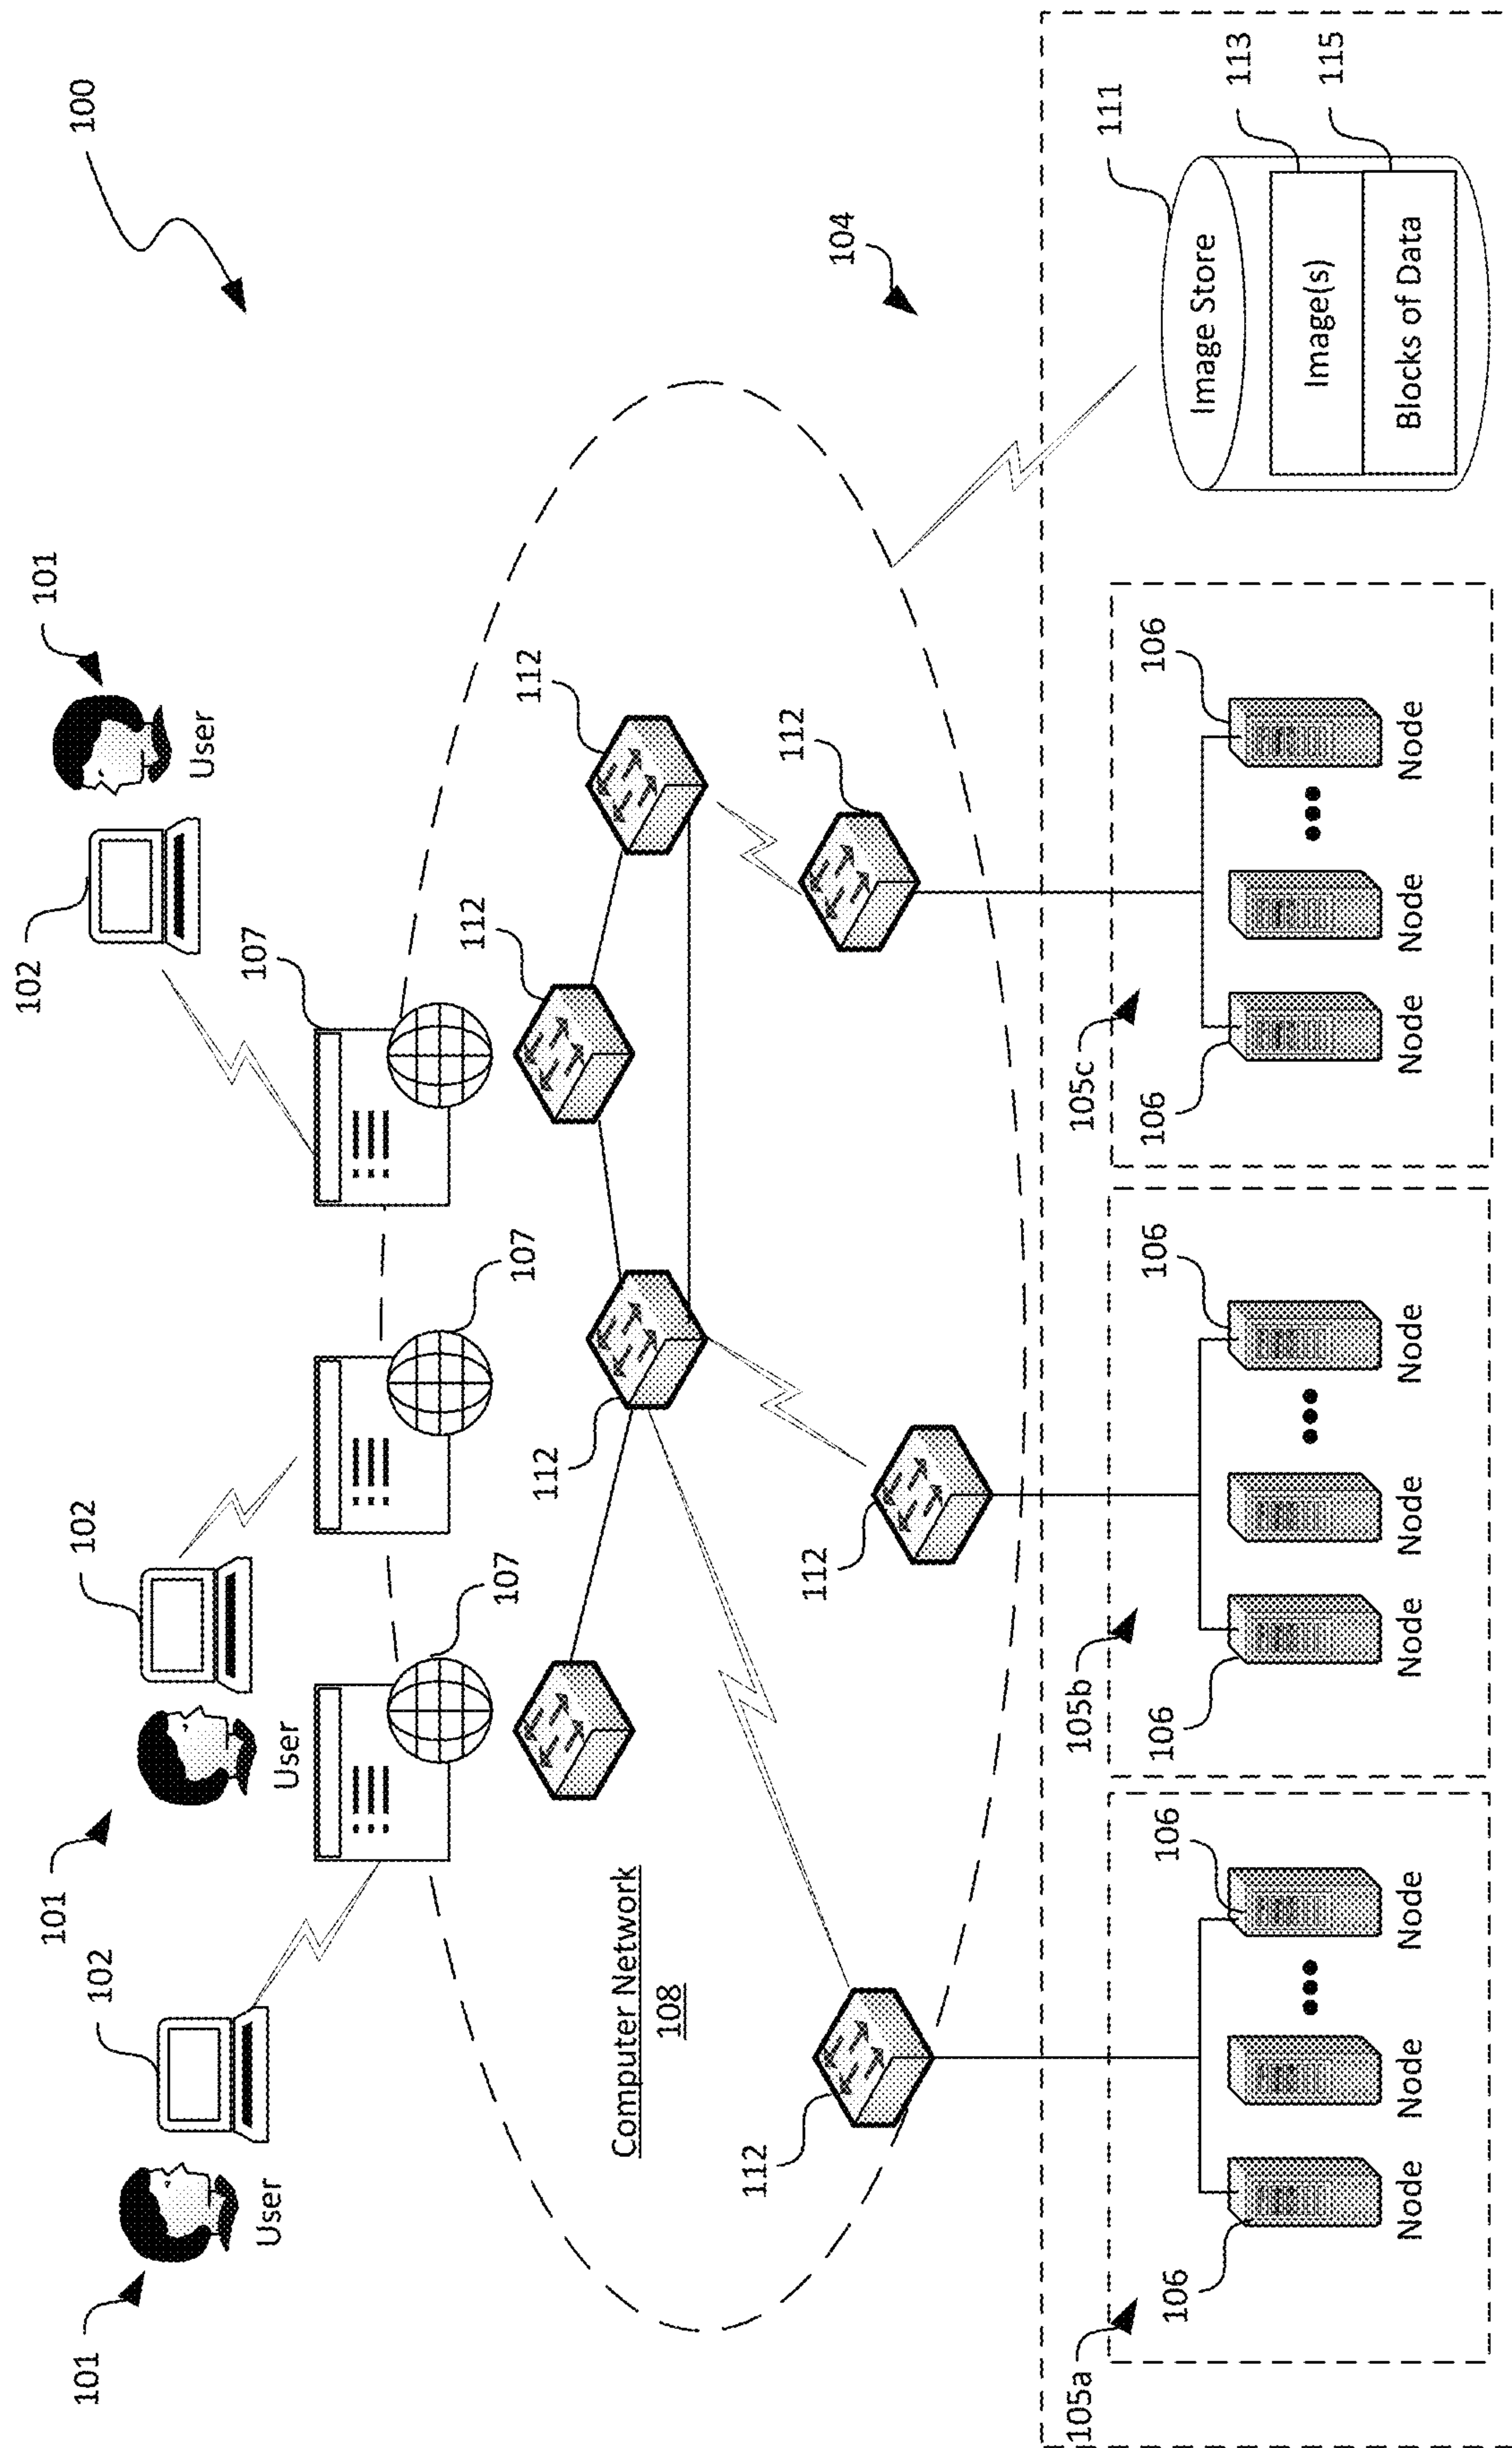 100
101
101
101
102
102
102
User
User
User
107
107
107
112
112
112
112
112
112
Computer Network
108
104
105a
105b
105c
106
106
106
106
106
106
Node
Node
Node
Node
Node
Node
Node
Node
Node
111
Image Store
113
Image(s)
115
Blocks of Data